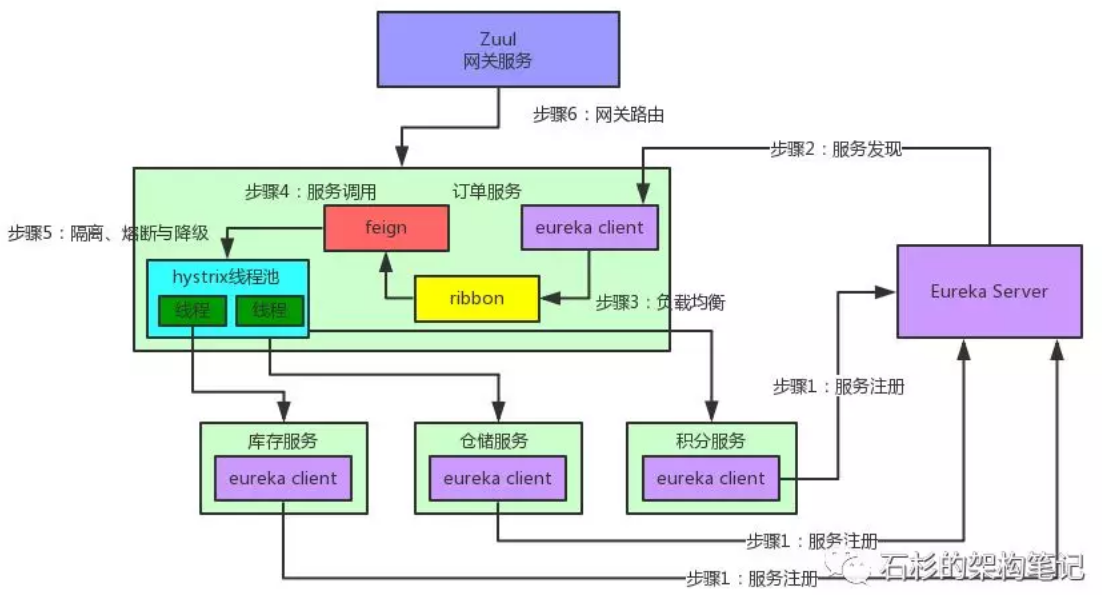 Zuul
网关服务
步骤6：网关路由
步骤2：服务发现
步骤4：服务调用
订单服务
feign
eureka client
步骤5：隔离、熔断与降级
hystrix线程池
线程
线程
ribbon
步骤3：负载均衡
Eureka Server
步骤1：服务注册
库存服务
eureka client
仓储服务
eureka client
积分服务
eureka client
步骤1：服务注册
步骤1：服务注册
石杉的架构笔记